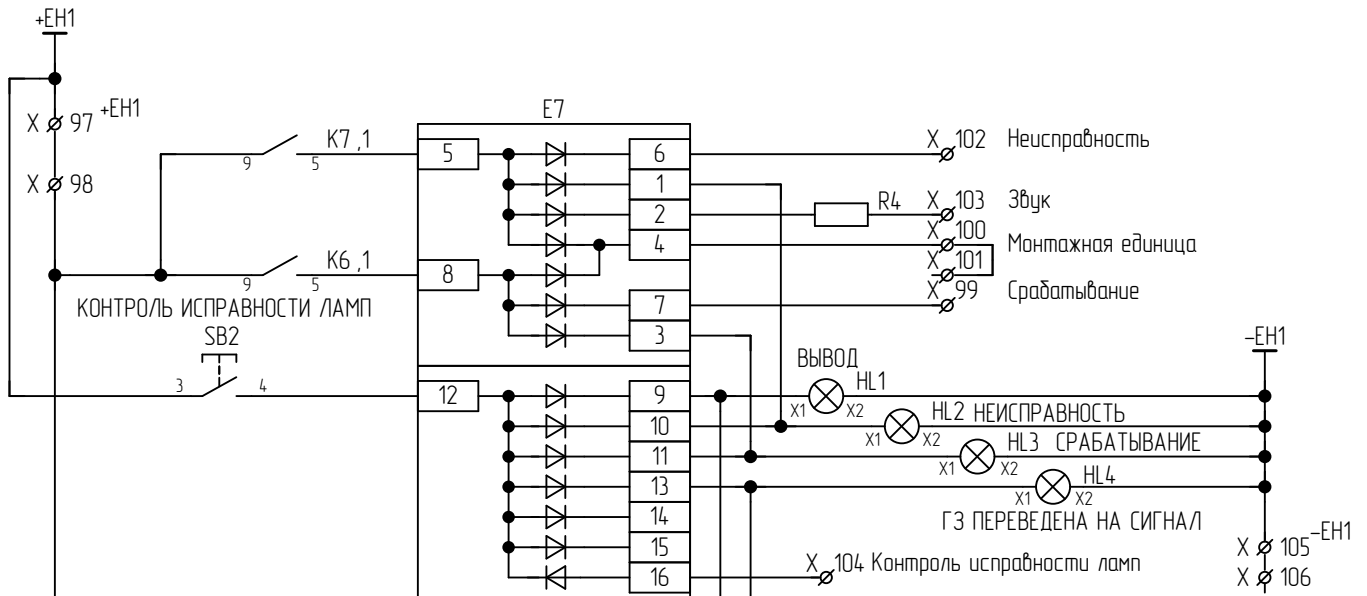 +EH1
X 97 +EH1
X 98
K7,1
9 5
K6,1
9 5
КОНТРОЛЬ ИСПРАВНОСТИ ЛАМП
SB2
3 4
E7
5 6
1
2
4
8
7
3
12 9
10
11
13
14
15
16
X 102 Неисправность
R4 X 103 Звук
X 100
Монтажная единица
X 101
X 99 Срабатывание
-EH1
ВЫВОД
HL1
X1 X2
HL2 НЕИСПРАВНОСТЬ
X1 X2
HL3 СРАБАТЫВАНИЕ
X1 X2
HL4
X1 X2
ГЗ ПЕРЕВЕДЕНА НА СИГНАЛ
X 104 Контроль исправности ламп
X 105 -EH1
X 106